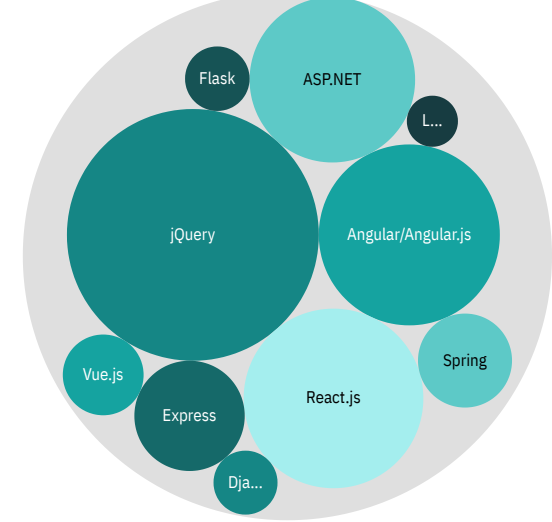 Flask
ASP.NET
L...
jQuery
Angular/Angular.js
Spring
Vue.js
React.js
Express
Dja...